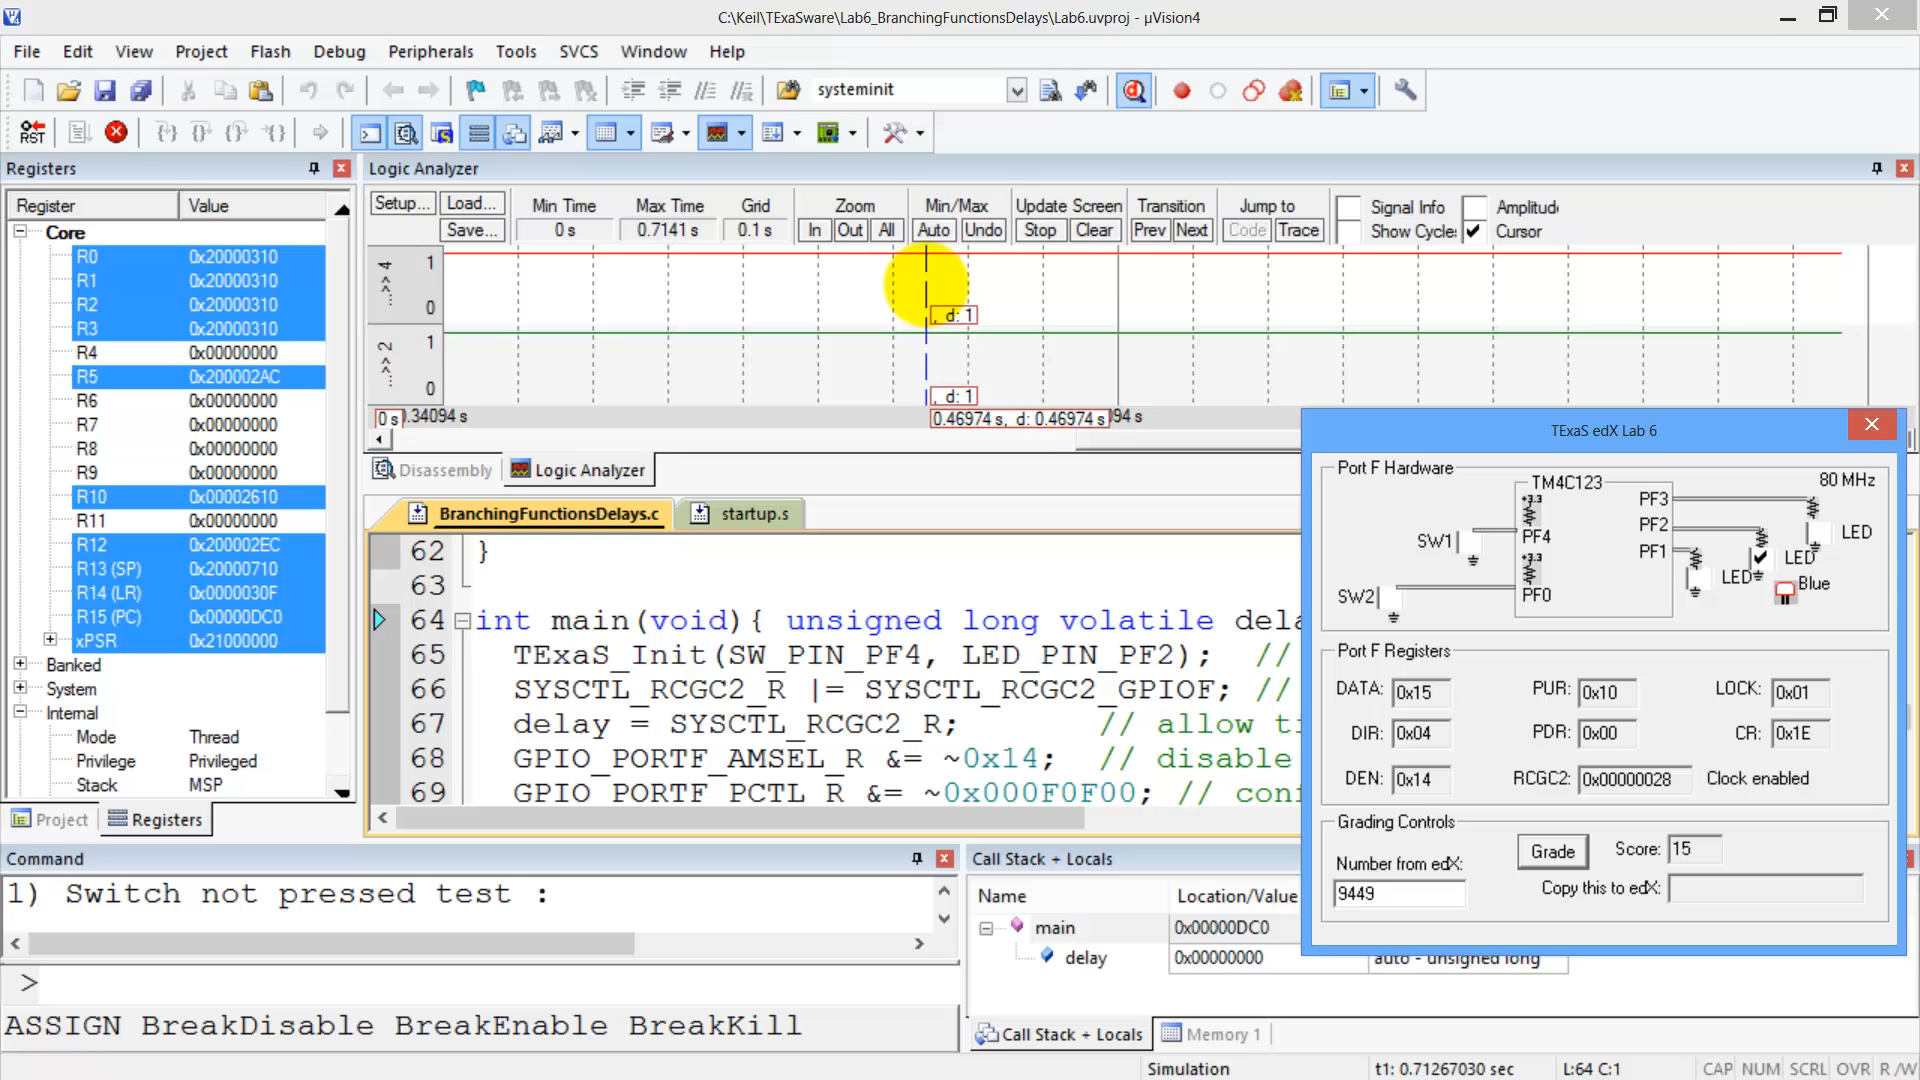 C:\Keil\TExaSware\Lab6_BranchingFunctionsDelays\Lab6.uvproj - µVision4
File Edit View Project Flash Debug Peripherals Tools SVCS Window Help
systeminit
RST
Registers
Register Value
Core
R0 0x20000310
R1 0x20000310
R2 0x20000310
R3 0x20000310
R4 0x00000000
R5 0x200002AC
R6 0x00000000
R7 0x00000000
R8 0x00000000
R9 0x00000000
R10 0x00002610
R11 0x00000000
R12 0x200002EC
R13 (SP) 0x20000710
R14 (LR) 0x0000030F
R15 (PC) 0x00000DC0
xPSR 0x21000000
Banked
System
Internal
Mode Thread
Privilege Privileged
Stack MSP
Project Registers
Logic Analyzer
Setup... Load... Min Time Max Time Grid Zoom Min/Max Update Screen Transition Jump to Signal Info Amplitude
Save... 0 s 0.7141 s 0.1 s In Out All Auto Undo Stop Clear Prev Next Code Trace Show Cycles Cursor
...>> 4 1
0
, d: 1
...>> 2 1
0
, d: 1
0 s 0.34094 s 0.46974 s, d: 0.46974 s 94 s
Disassembly Logic Analyzer
BranchingFunctionsDelays.c startup.s
62 }
63
64 int main(void){ unsigned long volatile dela
65 TExaS_Init(SW_PIN_PF4, LED_PIN_PF2); //
66 SYSCTL_RCGC2_R |= SYSCTL_RCGC2_GPIOF; //
67 delay = SYSCTL_RCGC2_R; // allow ti
68 GPIO_PORTF_AMSEL_R &= ~0x14; // disable
69 GPIO_PORTF_PCTL_R &= ~0x000F0F00; // conf
TExaS edX Lab 6
Port F Hardware
TM4C123 80 MHz
+3.3 PF3
SW1 PF4 PF2 LED
+3.3 PF1 LED
LED Blue
SW2 PF0
Port F Registers
DATA: 0x15 PUR: 0x10 LOCK: 0x01
DIR: 0x04 PDR: 0x00 CR: 0x1E
DEN: 0x14 RCGC2: 0x00000028 Clock enabled
Grading Controls
Number from edX: Grade Score: 15
9449 Copy this to edX:
Command
1) Switch not pressed test :
>
ASSIGN BreakDisable BreakEnable BreakKill
Call Stack + Locals
Name Location/Value
main 0x00000DC0
delay 0x00000000 auto - unsigned long
Call Stack + Locals Memory 1
Simulation t1: 0.71267030 sec L:64 C:1 CAP NUM SCRL OVR R /W